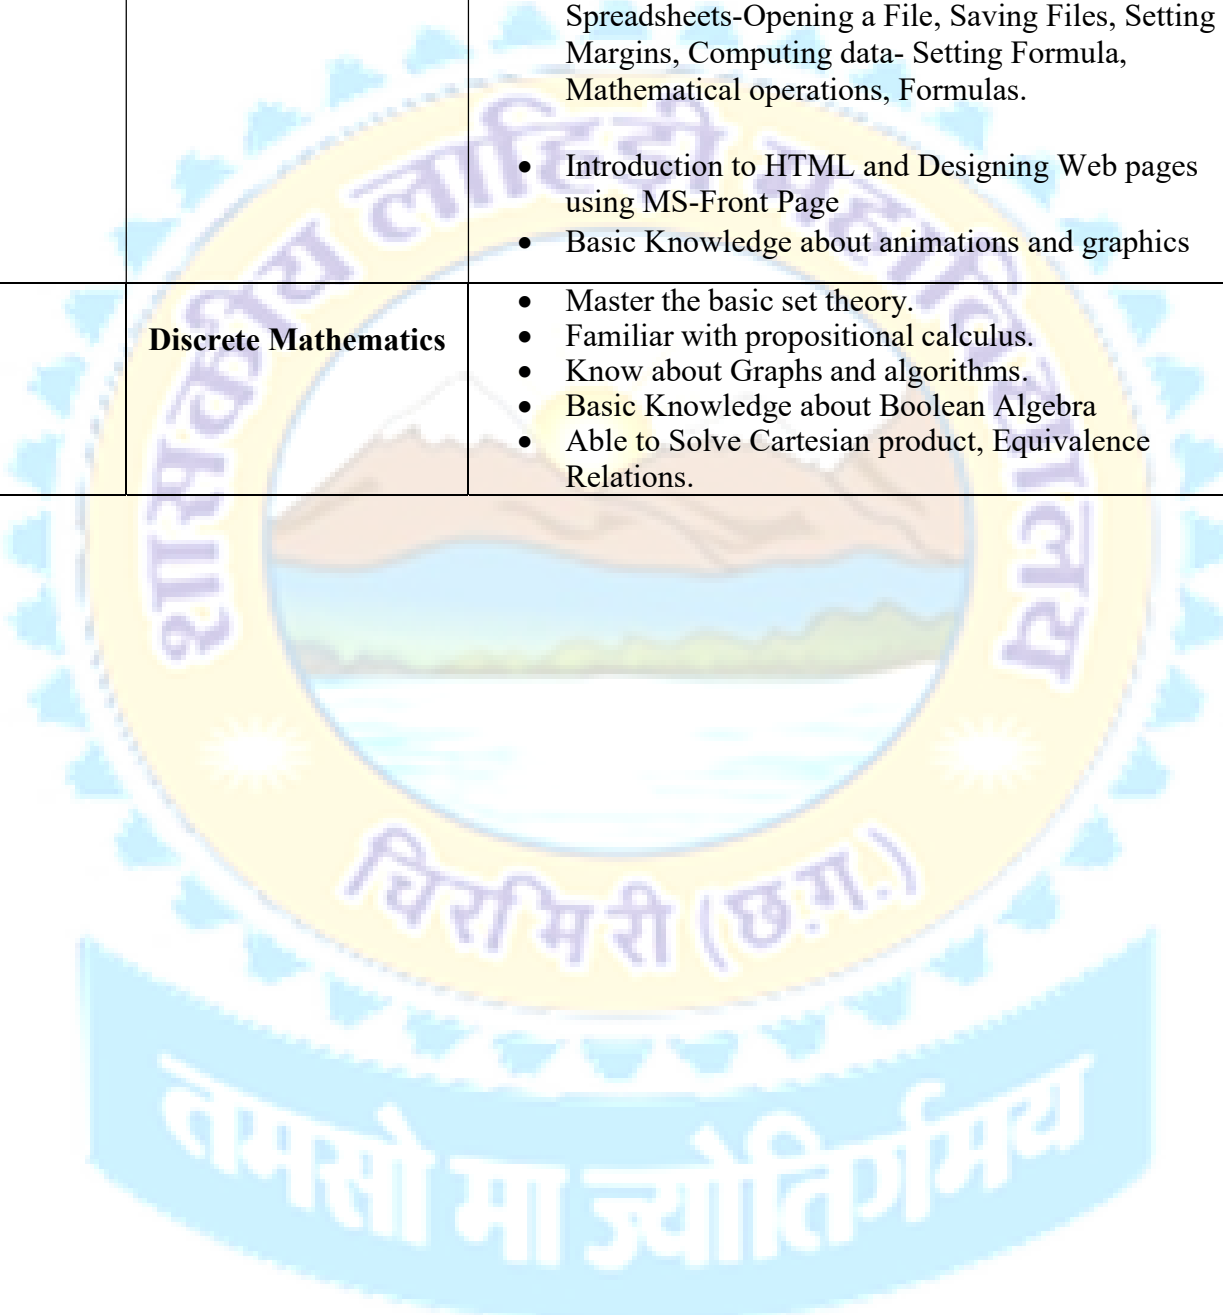 Spreadsheets-Opening a File, Saving Files, Setting
Margins, Computing data- Setting Formula,
Mathematical operations, Formulas.
• Introduction to HTML and Designing Web pages
using MS-Front Page
• Basic Knowledge about animations and graphics
Discrete Mathematics
• Master the basic set theory.
• Familiar with propositional calculus.
• Know about Graphs and algorithms.
• Basic Knowledge about Boolean Algebra
• Able to Solve Cartesian product, Equivalence
Relations.
शासकीय लाहिडी महाविद्यालय
चिरमिरी (छ.ग.)
तमसो मा ज्योतिर्गमय